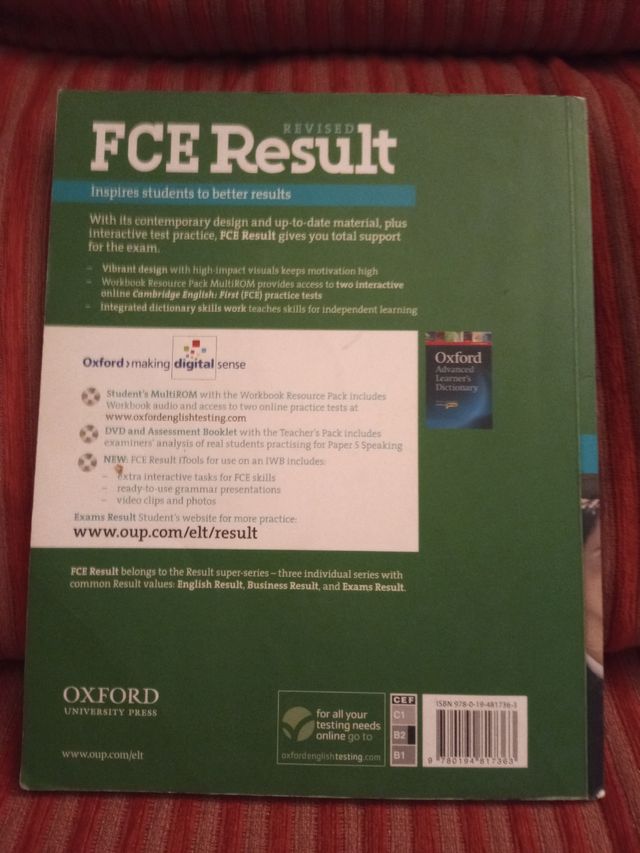 REVISED
FCE Result
Inspires students to better results
With its contemporary design and up-to-date material, plus
interactive test practice, FCE Result gives you total support
for the exam.
– Vibrant design with high-impact visuals keeps motivation high
– Workbook Resource Pack MultiROM provides access to two interactive
online Cambridge English: First (FCE) practice tests
– Integrated dictionary skills work teaches skills for independent learning
Oxford › making digital sense
Oxford
Advanced
Learner's
Dictionary
Student's MultiROM with the Workbook Resource Pack includes
Workbook audio and access to two online practice tests at
www.oxfordenglishtesting.com
DVD and Assessment Booklet with the Teacher's Pack includes
examiners' analysis of real students practising for Paper 5 Speaking
NEW: FCE Result iTools for use on an IWB includes:
– extra interactive tasks for FCE skills
– ready-to-use grammar presentations
– video clips and photos
Exams Result Student's website for more practice:
www.oup.com/elt/result
FCE Result belongs to the Result super-series – three individual series with
common Result values: English Result, Business Result, and Exams Result.
OXFORD
UNIVERSITY PRESS
www.oup.com/elt
for all your
testing needs
online go to
oxfordenglishtesting.com
CEF
C1
B2
B1
ISBN 978-0-19-481736-3
9 780194 817363